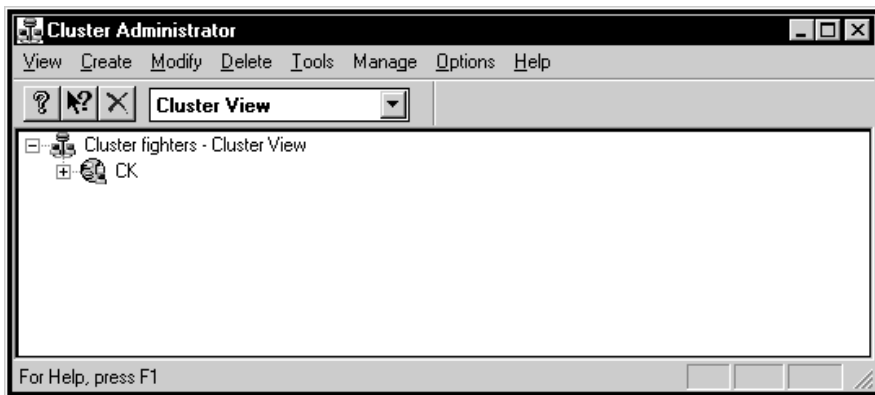 Cluster Administrator
View Create Modify Delete Tools Manage Options Help
Cluster View
Cluster fighters - Cluster View
CK
For Help, press F1